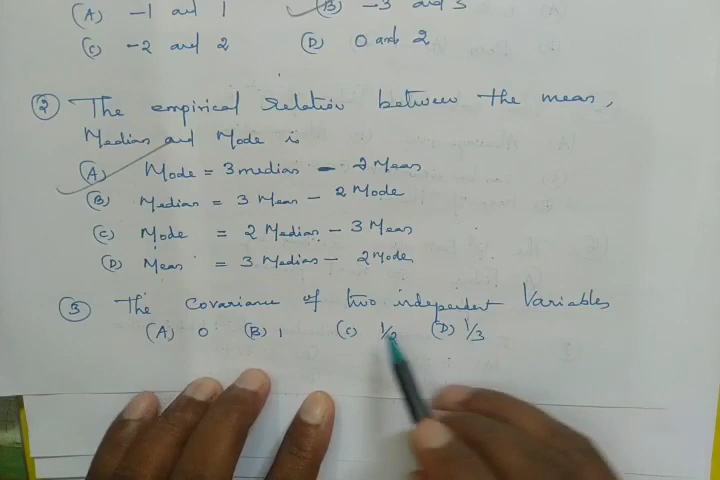 (A) -1 and 1 (B) -3 and 3
(C) -2 and 2 (D) 0 and 2
(2) The empirical relation between the mean,
Median and Mode is
(A) Mode = 3 median - 2 Mean
(B) Median = 3 Mean - 2 Mode
(C) Mode = 2 Median - 3 Mean
(D) Mean = 3 Median - 2 Mode
(3) The Covariance of two independent Variables
(A) 0 (B) 1 (C) 1/2 (D) 1/3